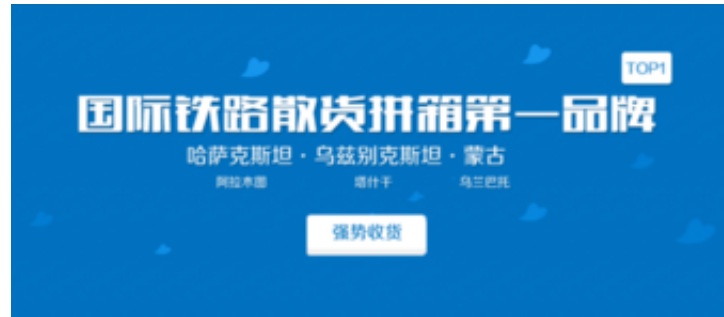 TOP1
国际铁路散货拼箱第一品牌
哈萨克斯坦·乌兹别克斯坦·蒙古
阿拉木图 塔什干 乌兰巴托
强势收货